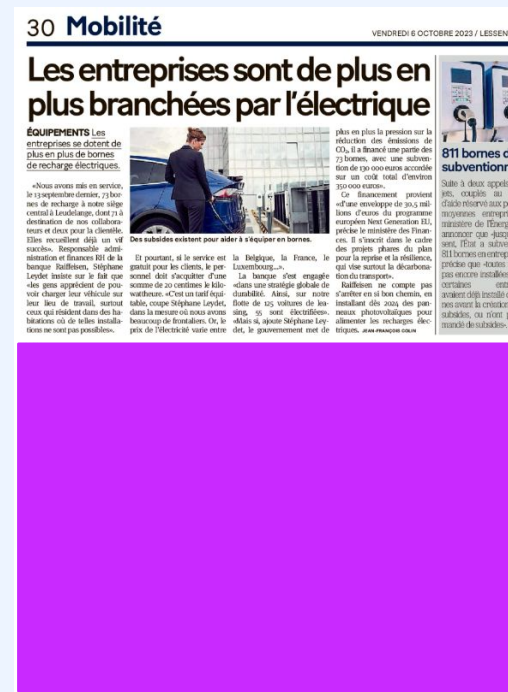 30 Mobilité
VENDREDI 6 OCTOBRE 2023 / LESSEN
Les entreprises sont de plus en
plus branchées par l'électrique
ÉQUIPEMENTS Les
entreprises se dotent de
plus en plus de bornes
de recharge électriques.
«Nous avons mis en service,
le 13 septembre dernier, 73 bor-
nes de recharge à notre siège
central à Leudelange, dont 71 à
destination de nos collabora-
teurs et deux pour la clientèle.
Elles recueillent déjà un vif
succès». Responsable admi-
nistration et finances RH de la
banque Raiffeisen, Stéphane
Leydet insiste sur le fait que
«les gens apprécient de pou-
voir charger leur véhicule sur
leur lieu de travail, surtout
ceux qui résident dans des ha-
bitations où de telles installa-
tions ne sont pas possibles».
Des subsides existent pour aider à s'équiper en bornes.
Et pourtant, si le service est
gratuit pour les clients, le per-
sonnel doit s'acquitter d'une
somme de 20 centimes le kilo-
wattheure. «C'est un tarif équi-
table, coupe Stéphane Leydet,
dans la mesure où nous avons
beaucoup de frontaliers. Or, le
prix de l'électricité varie entre
la Belgique, la France, le
Luxembourg...».
La banque s'est engagée
«dans une stratégie globale de
durabilité. Ainsi, sur notre
flotte de 125 voitures de lea-
sing, 55 sont électrifiées».
«Mais si, ajoute Stéphane Ley-
det, le gouvernement met de
plus en plus la pression sur la
réduction des émissions de
CO₂, il a financé une partie des
73 bornes, avec une subven-
tion de 130 000 euros accordée
sur un coût total d'environ
350 000 euros».
Ce financement provient
«d'une enveloppe de 30,5 mil-
lions d'euros du programme
européen Next Generation EU,
précise le ministère des Finan-
ces. Il s'inscrit dans le cadre
des projets phares du plan
pour la reprise et la résilience,
qui vise surtout la décarbona-
tion du transport».
Raiffeisen ne compte pas
s'arrêter en si bon chemin, en
installant dès 2024 des pan-
neaux photovoltaïques pour
alimenter les recharges élec-
triques. JEAN-FRANÇOIS COLIN
811 bornes d
subventionn
Suite à deux appels
jets, couplés au
d'aide réservé aux p
moyennes entrepri
ministère de l'Énerg
annoncer que «jusq
sent, l'État a subve
811 bornes en entrep
précise que «toutes
pas encore installées
certaines entr
avaient déjà installé d
nes avant la création
subsides, ou n'ont p
mandé de subsides».